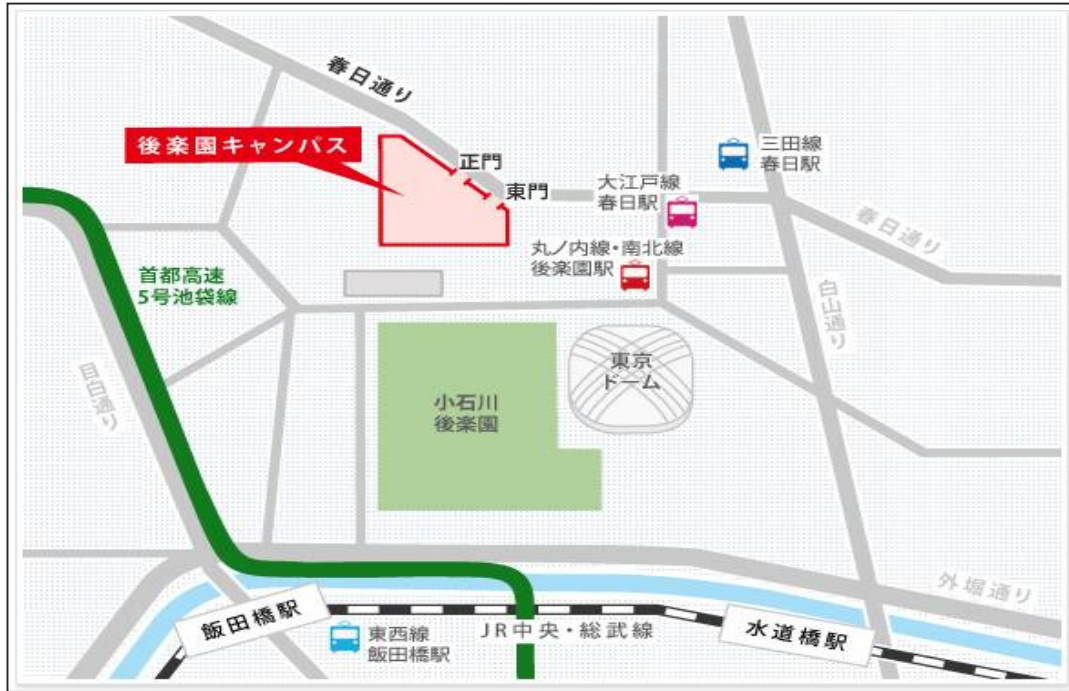 春日通り
後楽園キャンパス
正門
東門
三田線
春日駅
大江戸線
春日駅
春日通り
丸ノ内線・南北線
後楽園駅
首都高速
5号池袋線
白山通り
目白通り
東京
ドーム
小石川
後楽園
外堀通り
飯田橋駅
東西線
飯田橋駅
JR中央・総武線
水道橋駅